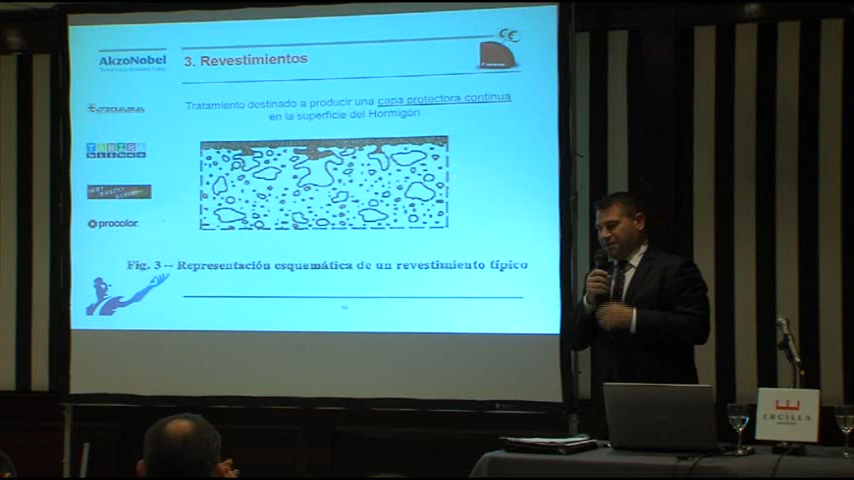 AkzoNobel
3. Revestimientos
CE
Tratamiento destinado a producir una capa protectora continua
en la superficie del Hormigón
procolor
Fig. 3 -- Representación esquemática de un revestimiento típico
ERCILLA